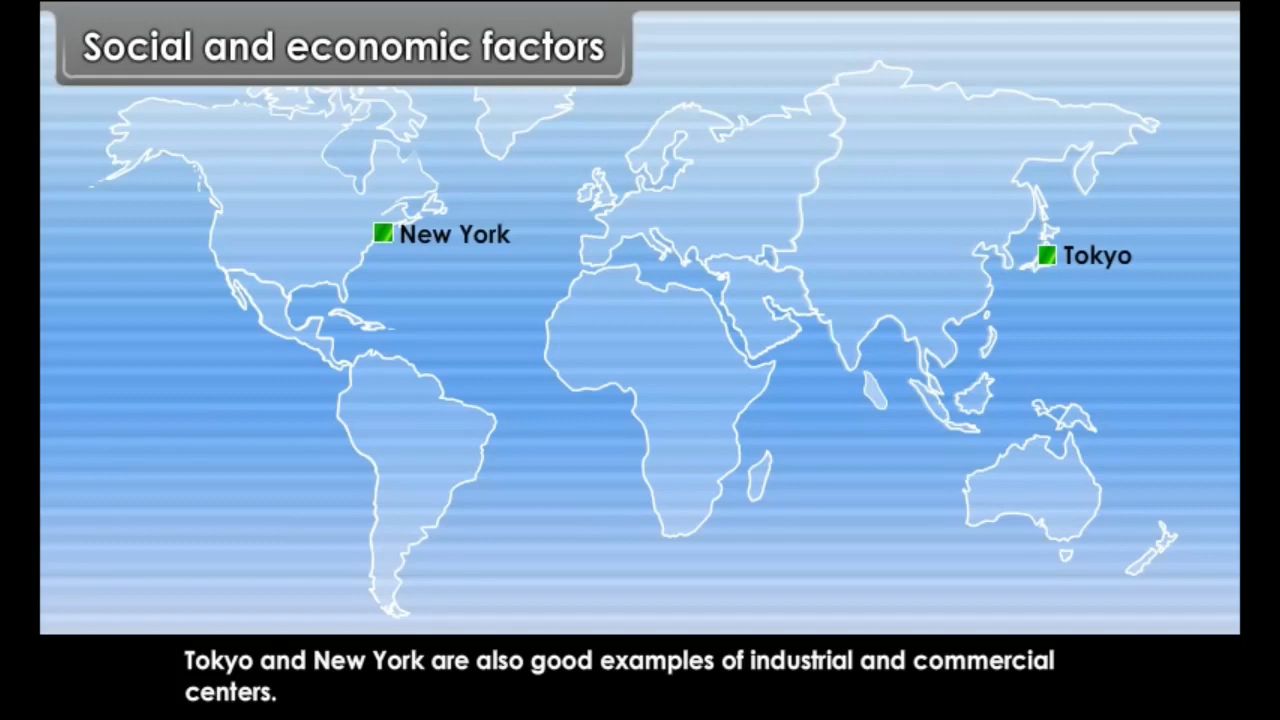 Social and economic factors
New York
Tokyo
Tokyo and New York are also good examples of industrial and commercial
centers.